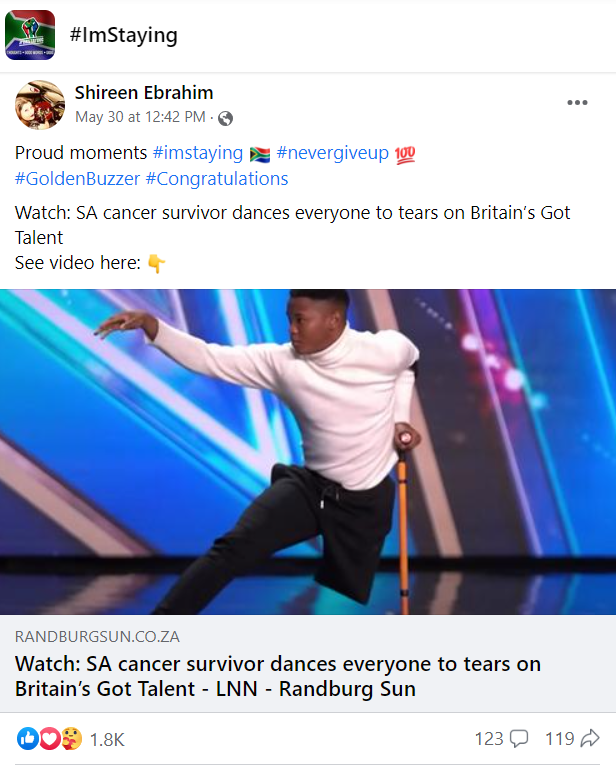 #ImStaying
Shireen Ebrahim
May 30 at 12:42 PM ·
Proud moments #imstaying 🇿🇦 #nevergiveup 💯
#GoldenBuzzer #Congratulations
Watch: SA cancer survivor dances everyone to tears on Britain's Got
Talent
See video here: 👇
RANDBURGSUN.CO.ZA
Watch: SA cancer survivor dances everyone to tears on
Britain's Got Talent - LNN - Randburg Sun
1.8K
123
119